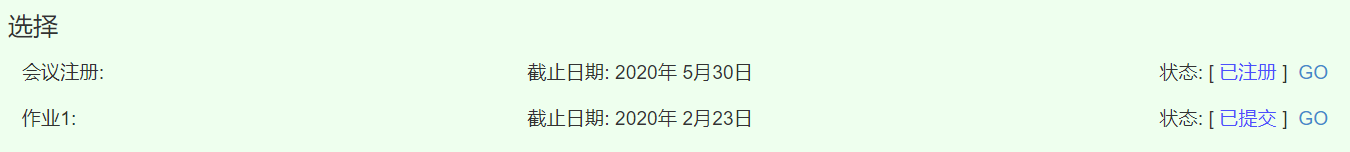 选择
会议注册: 截止日期: 2020年 5月30日 状态: [ 已注册 ] GO
作业1: 截止日期: 2020年 2月23日 状态: [ 已提交 ] GO